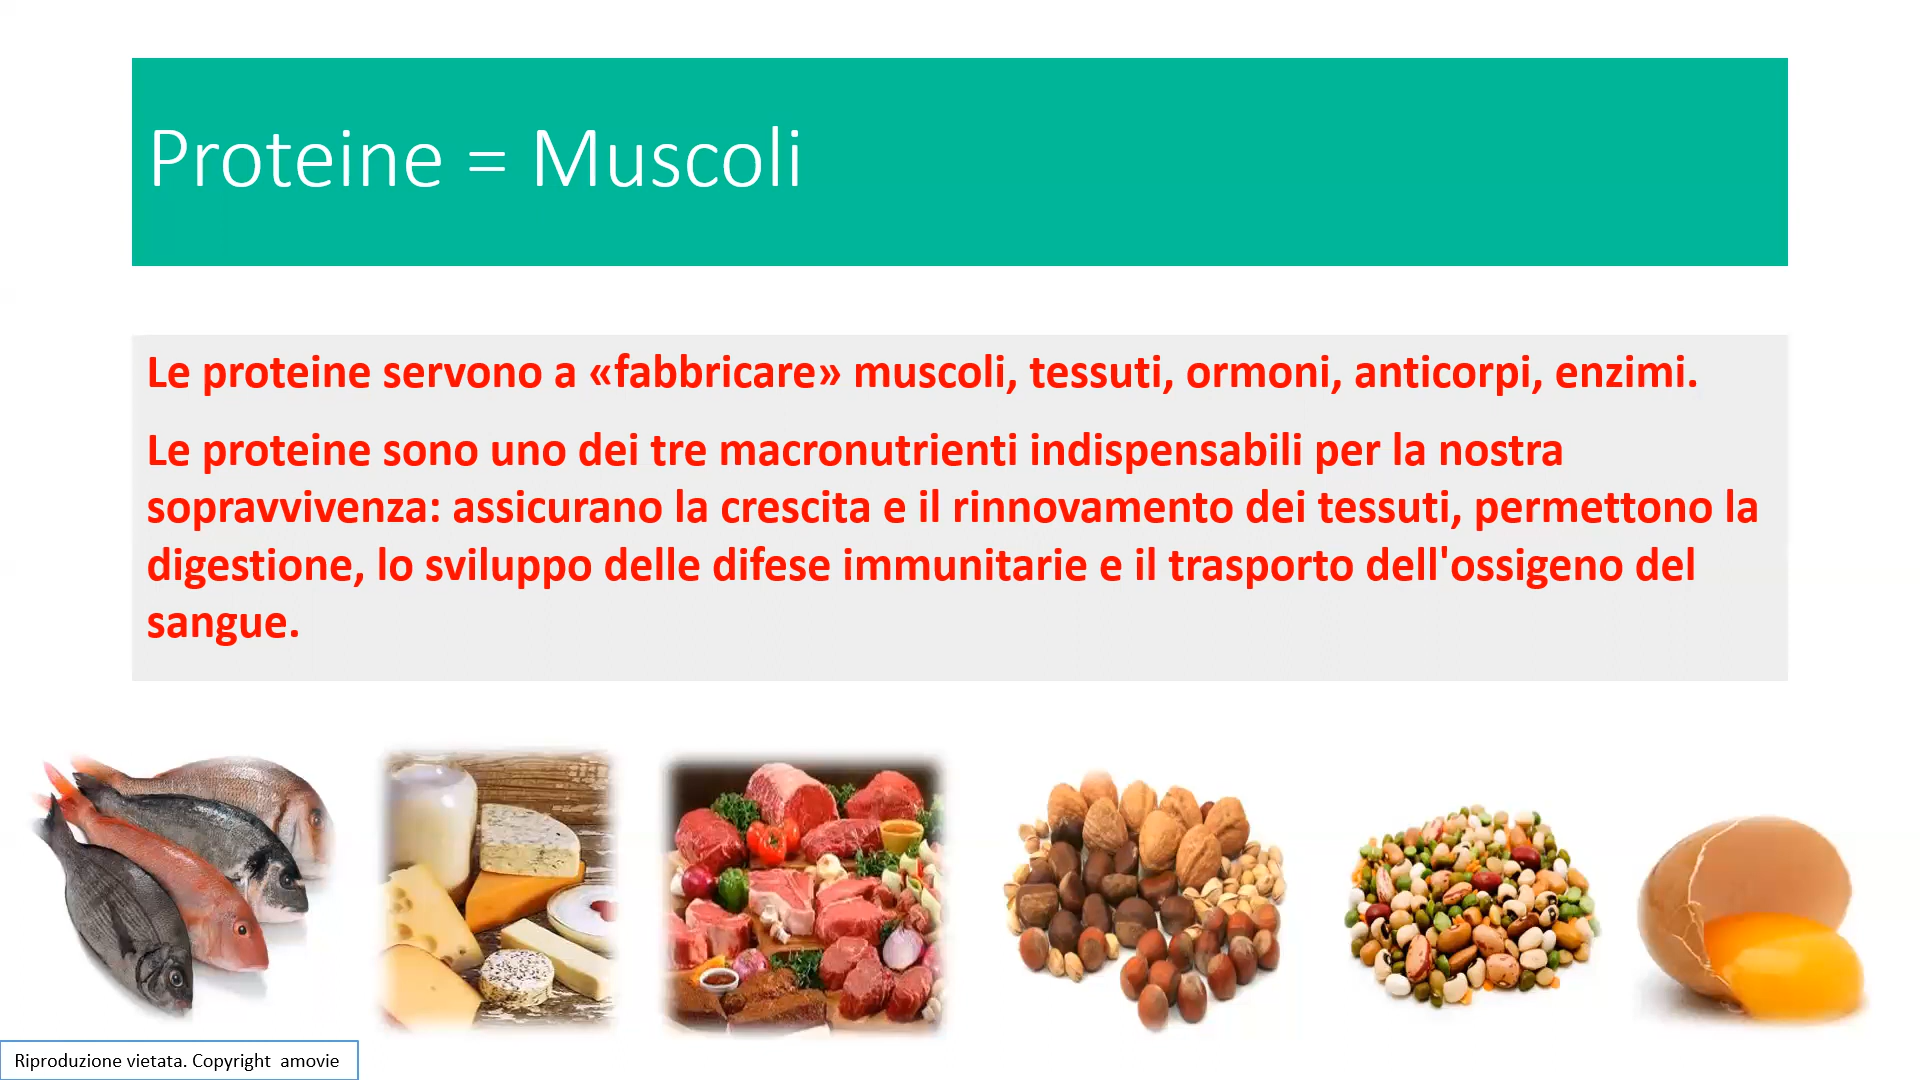 Proteine = Muscoli
Le proteine servono a «fabbricare» muscoli, tessuti, ormoni, anticorpi, enzimi.
Le proteine sono uno dei tre macronutrienti indispensabili per la nostra
sopravvivenza: assicurano la crescita e il rinnovamento dei tessuti, permettono la
digestione, lo sviluppo delle difese immunitarie e il trasporto dell'ossigeno del
sangue.
Riproduzione vietata. Copyright  amovie